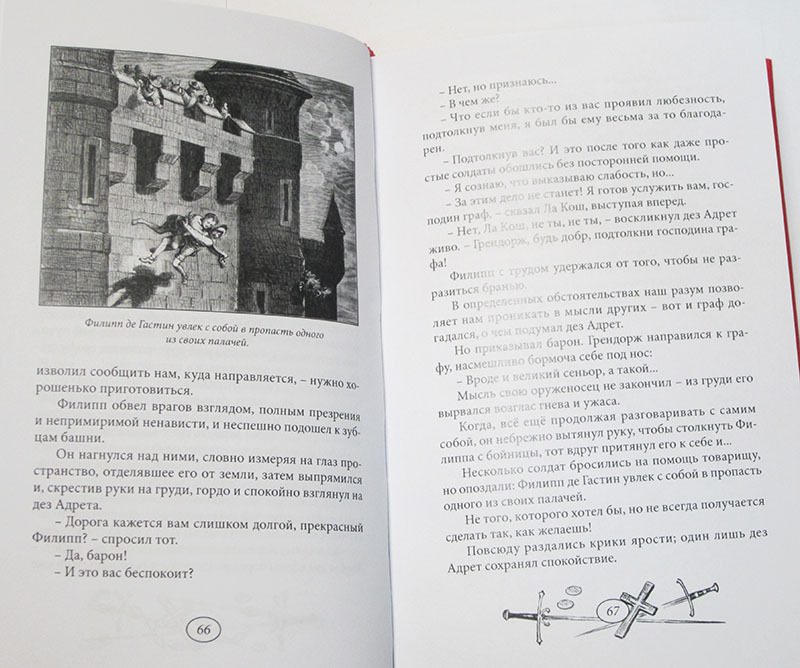 Филипп де Гастин увлек с собой в пропасть одного
из своих палачей.
изволил сообщить нам, куда направляется, – нужно хо-
рошенько приготовиться.
Филипп обвел врагов взглядом, полным презрения
и непримиримой ненависти, и неспешно подошел к зуб-
цам башни.
Он нагнулся над ними, словно измеряя на глаз про-
странство, отделявшее его от земли, затем выпрямился
и, скрестив руки на груди, гордо и спокойно взглянул на
дез Адрета.
– Дорога кажется вам слишком долгой, прекрасный
Филипп? – спросил тот.
– Да, барон!
– И это вас беспокоит?
66
– Нет, но признаюсь...
– В чем же?
– Что если бы кто-то из вас проявил любезность,
подтолкнув меня, я был бы ему весьма за то благода-
рен.
– Подтолкнув вас? И это после того как даже про-
стые солдаты обошлись без посторонней помощи.
– Я сознаю, что выказываю слабость, но...
– За этим дело не станет! Я готов услужить вам, гос-
подин граф, – сказал Ла Кош, выступая вперед.
– Нет, Ла Кош, не ты, не ты, – воскликнул дез Адрет
живо. – Грендорж, будь добр, подтолкни господина гра-
фа!
Филипп с трудом удержался от того, чтобы не раз-
разиться бранью.
В определенных обстоятельствах наш разум позво-
ляет нам проникать в мысли других – вот и граф до-
гадался, о чем подумал дез Адрет.
Но приказывал барон. Грендорж направился к гра-
фу, насмешливо бормоча себе под нос:
– Вроде и великий сеньор, а такой...
Мысль свою оруженосец не закончил – из груди его
вырвался возглас гнева и ужаса.
Когда, всё ещё продолжая разговаривать с самим
собой, он небрежно вытянул руку, чтобы столкнуть Фи-
липпа с бойницы, тот вдруг притянул его к себе и...
Несколько солдат бросились на помощь товарищу,
но опоздали: Филипп де Гастин увлек с собой в пропасть
одного из своих палачей.
Не того, которого хотел бы, но не всегда получается
сделать так, как желаешь!
Повсюду раздались крики ярости; один лишь дез
Адрет сохранял спокойствие.
67